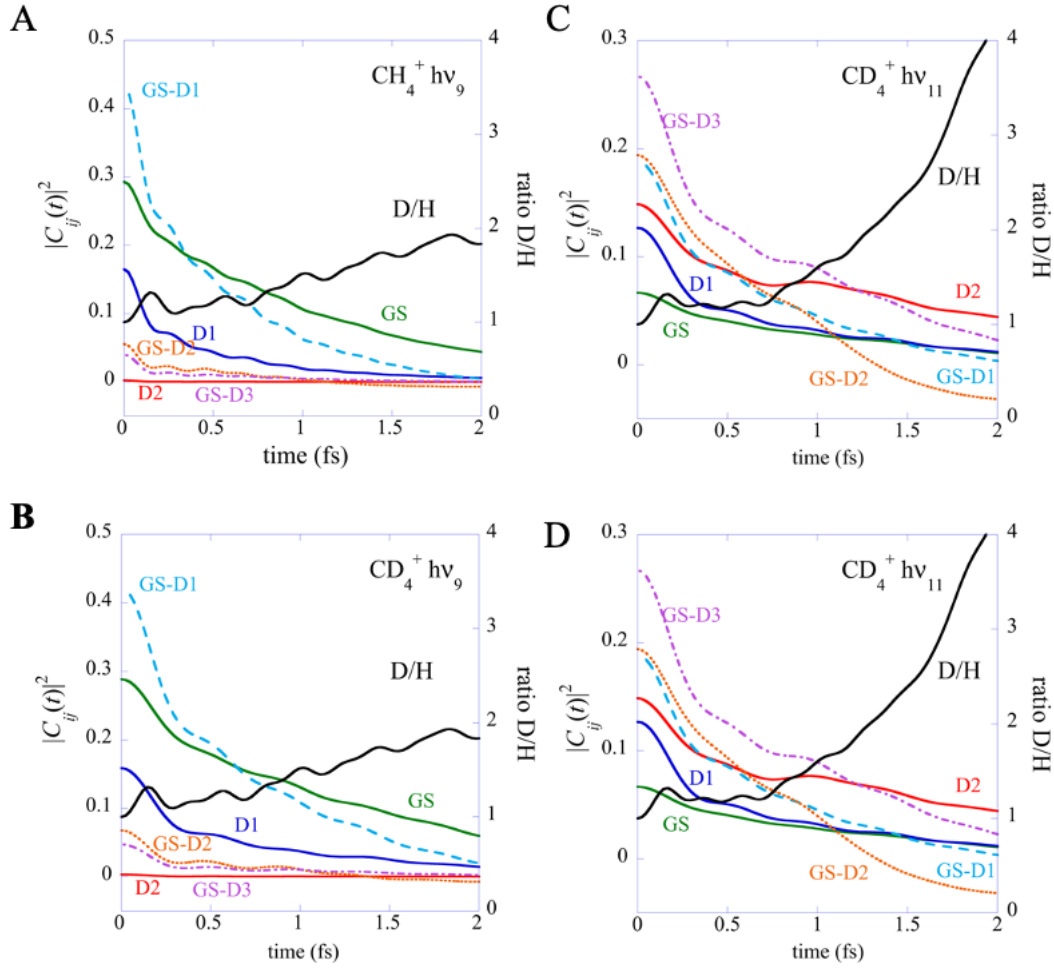 A
0.5
0.4
0.3
0.2
0.1
0
|C_ij(t)|^2
4
3
2
1
0
ratio D/H
CH4+ hν9
GS-D1
D/H
GS
D1
GS-D2
D2
GS-D3
0 0.5 1 1.5 2
time (fs)
C
0.3
0.2
0.1
0
|C_ij(t)|^2
4
3
2
1
0
ratio D/H
CD4+ hν11
GS-D3
D/H
D2
D1
GS
GS-D1
GS-D2
0 0.5 1 1.5 2
time (fs)
B
0.5
0.4
0.3
0.2
0.1
0
|C_ij(t)|^2
4
3
2
1
0
ratio D/H
CD4+ hν9
GS-D1
D/H
GS
D1
GS-D2
D2
GS-D3
0 0.5 1 1.5 2
time (fs)
D
0.3
0.2
0.1
0
|C_ij(t)|^2
4
3
2
1
0
ratio D/H
CD4+ hν11
GS-D3
D/H
D2
D1
GS
GS-D1
GS-D2
0 0.5 1 1.5 2
time (fs)